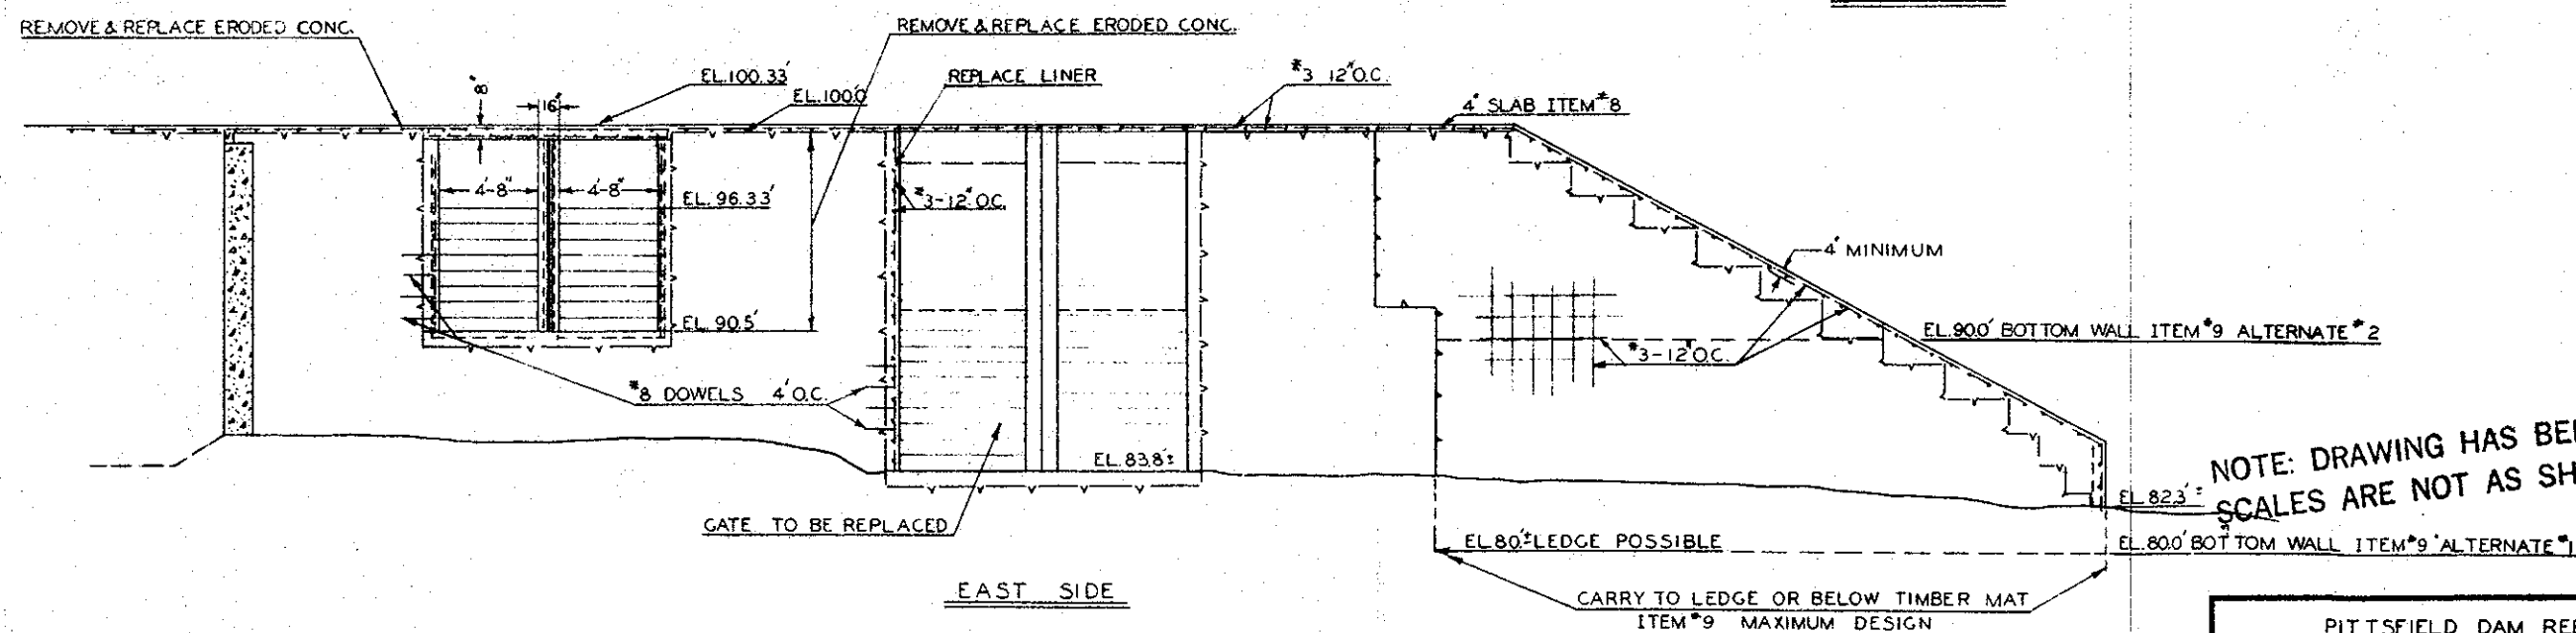 REMOVE & REPLACE ERODED CONC.
REMOVE & REPLACE ERODED CONC.
8"
EL.100.33'
16"
EL.100.0
REPLACE LINER
#3 12"O.C.
4" SLAB ITEM #8
4'-8"
4'-8"
EL.96.33'
#3-12"O.C.
4" MINIMUM
EL.90.5'
EL.90.0' BOTTOM WALL ITEM #9 ALTERNATE #2
#3-12"O.C.
#8 DOWELS 4' O.C.
EL.83.8'±
NOTE: DRAWING HAS
SCALES ARE NOT AS
EL.82.3'±
GATE TO BE REPLACED
EL.80'± LEDGE POSSIBLE
EL.80.0' BOTTOM WALL ITEM #9 ALTERNATE #1
EAST SIDE
CARRY TO LEDGE OR BELOW TIMBER MAT
ITEM #9 MAXIMUM DESIGN
PITTSFIELD DAM